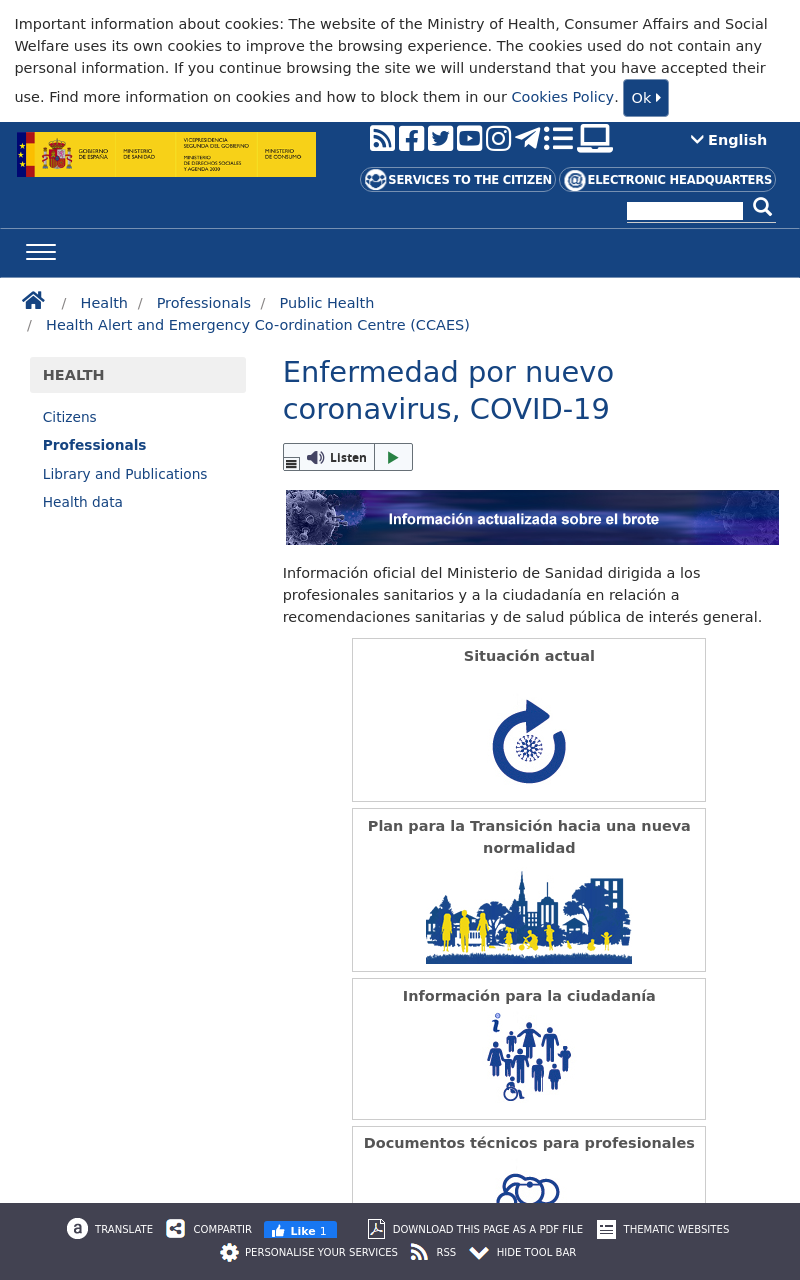 Important information about cookies: The website of the Ministry of Health, Consumer Affairs and Social
Welfare uses its own cookies to improve the browsing experience. The cookies used do not contain any
personal information. If you continue browsing the site we will understand that you have accepted their
use. Find more information on cookies and how to block them in our Cookies Policy. Ok
English
GOBIERNO DE ESPAÑA
MINISTERIO DE SANIDAD
VICEPRESIDENCIA SEGUNDA DEL GOBIERNO
MINISTERIO DE DERECHOS SOCIALES Y AGENDA 2030
MINISTERIO DE CONSUMO
SERVICES TO THE CITIZEN
@ ELECTRONIC HEADQUARTERS
/ Health / Professionals / Public Health
/ Health Alert and Emergency Co-ordination Centre (CCAES)
HEALTH
Citizens
Professionals
Library and Publications
Health data
Enfermedad por nuevo
coronavirus, COVID-19
Listen
Información actualizada sobre el brote
Información oficial del Ministerio de Sanidad dirigida a los
profesionales sanitarios y a la ciudadanía en relación a
recomendaciones sanitarias y de salud pública de interés general.
Situación actual
Plan para la Transición hacia una nueva
normalidad
Información para la ciudadanía
i
Documentos técnicos para profesionales
a TRANSLATE COMPARTIR Like 1 DOWNLOAD THIS PAGE AS A PDF FILE THEMATIC WEBSITES
PERSONALISE YOUR SERVICES RSS HIDE TOOL BAR